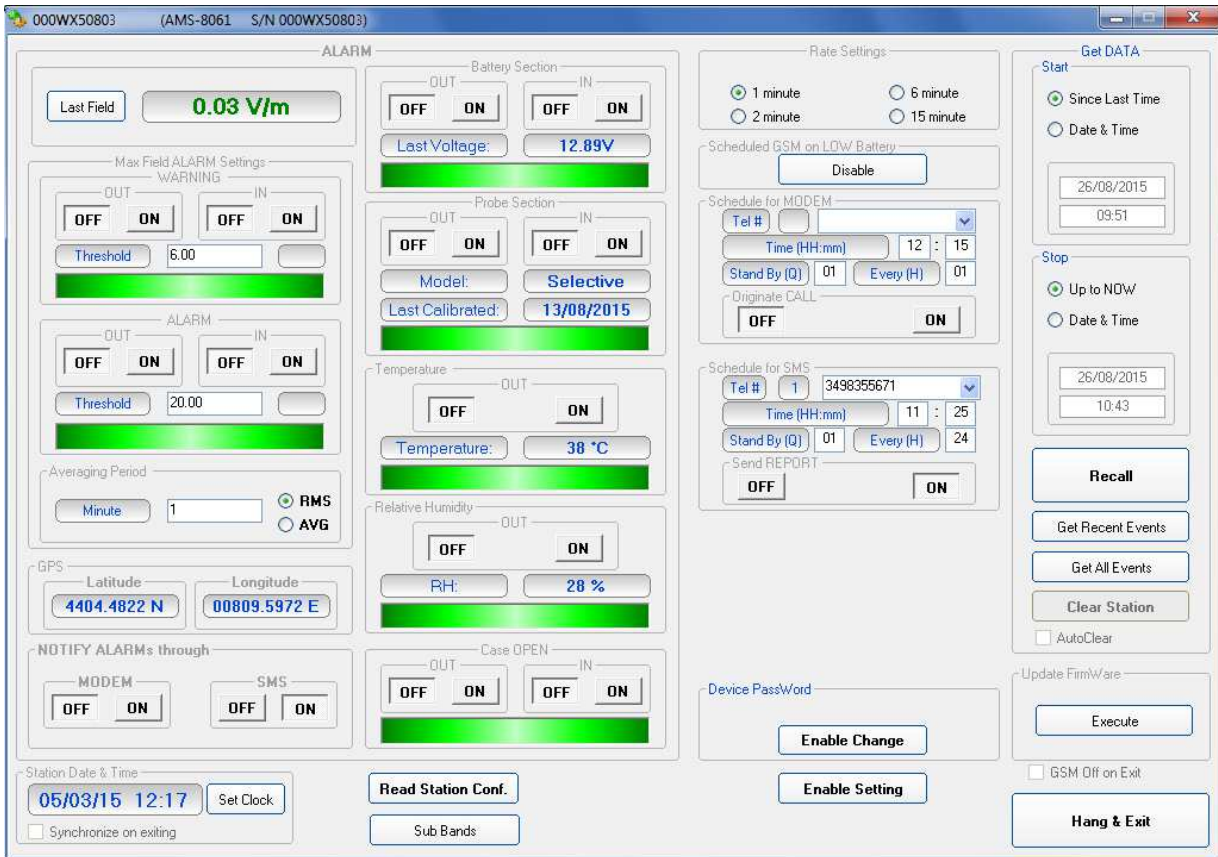 000WX50803 (AMS-8061 S/N 000WX50803)
ALARM
Last Field 0.03 V/m
Max Field ALARM Settings
WARNING
OUT IN
OFF ON OFF ON
Threshold 6.00
ALARM
OUT IN
OFF ON OFF ON
Threshold 20.00
Averaging Period
Minute 1
RMS
AVG
GPS
Latitude Longitude
4404.4822 N 00809.5972 E
NOTIFY ALARMs through
MODEM SMS
OFF ON OFF ON
Battery Section
OUT IN
OFF ON OFF ON
Last Voltage: 12.89V
Probe Section
OUT IN
OFF ON OFF ON
Model: Selective
Last Calibrated: 13/08/2015
Temperature
OUT
OFF ON
Temperature: 38 °C
Relative Humidity
OUT
OFF ON
RH: 28 %
Case OPEN
OUT IN
OFF ON OFF ON
Station Date & Time
05/03/15 12:17 Set Clock
Synchronize on exiting
Read Station Conf.
Sub Bands
Rate Settings
1 minute 6 minute
2 minute 15 minute
Scheduled GSM on LOW Battery
Disable
Schedule for MODEM
Tel #
Time (HH:mm) 12 : 15
Stand By (Q) 01 Every (H) 01
Originate CALL
OFF ON
Schedule for SMS
Tel # 1 3498355671
Time (HH:mm) 11 : 25
Stand By (Q) 01 Every (H) 24
Send REPORT
OFF ON
Device PassWord
Enable Change
Enable Setting
Get DATA
Start
Since Last Time
Date & Time
26/08/2015
09:51
Stop
Up to NOW
Date & Time
26/08/2015
10:43
Recall
Get Recent Events
Get All Events
Clear Station
AutoClear
Update FirmWare
Execute
GSM Off on Exit
Hang & Exit